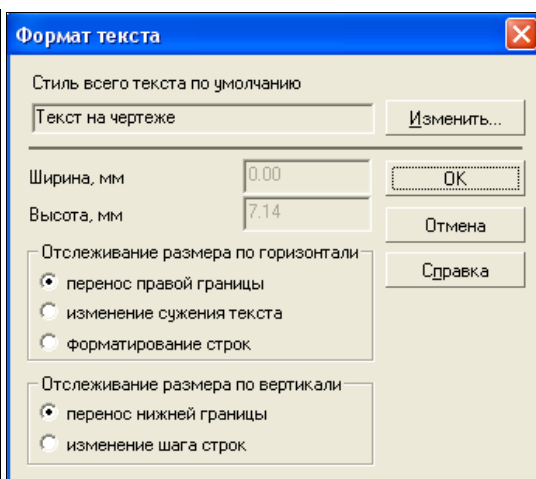 Формат текста
Стиль всего текста по умолчанию
Текст на чертеже
Изменить...
Ширина, мм
0.00
OK
Высота, мм
7.14
Отмена
Отслеживание размера по горизонтали
Справка
перенос правой границы
изменение сужения текста
форматирование строк
Отслеживание размера по вертикали
перенос нижней границы
изменение шага строк